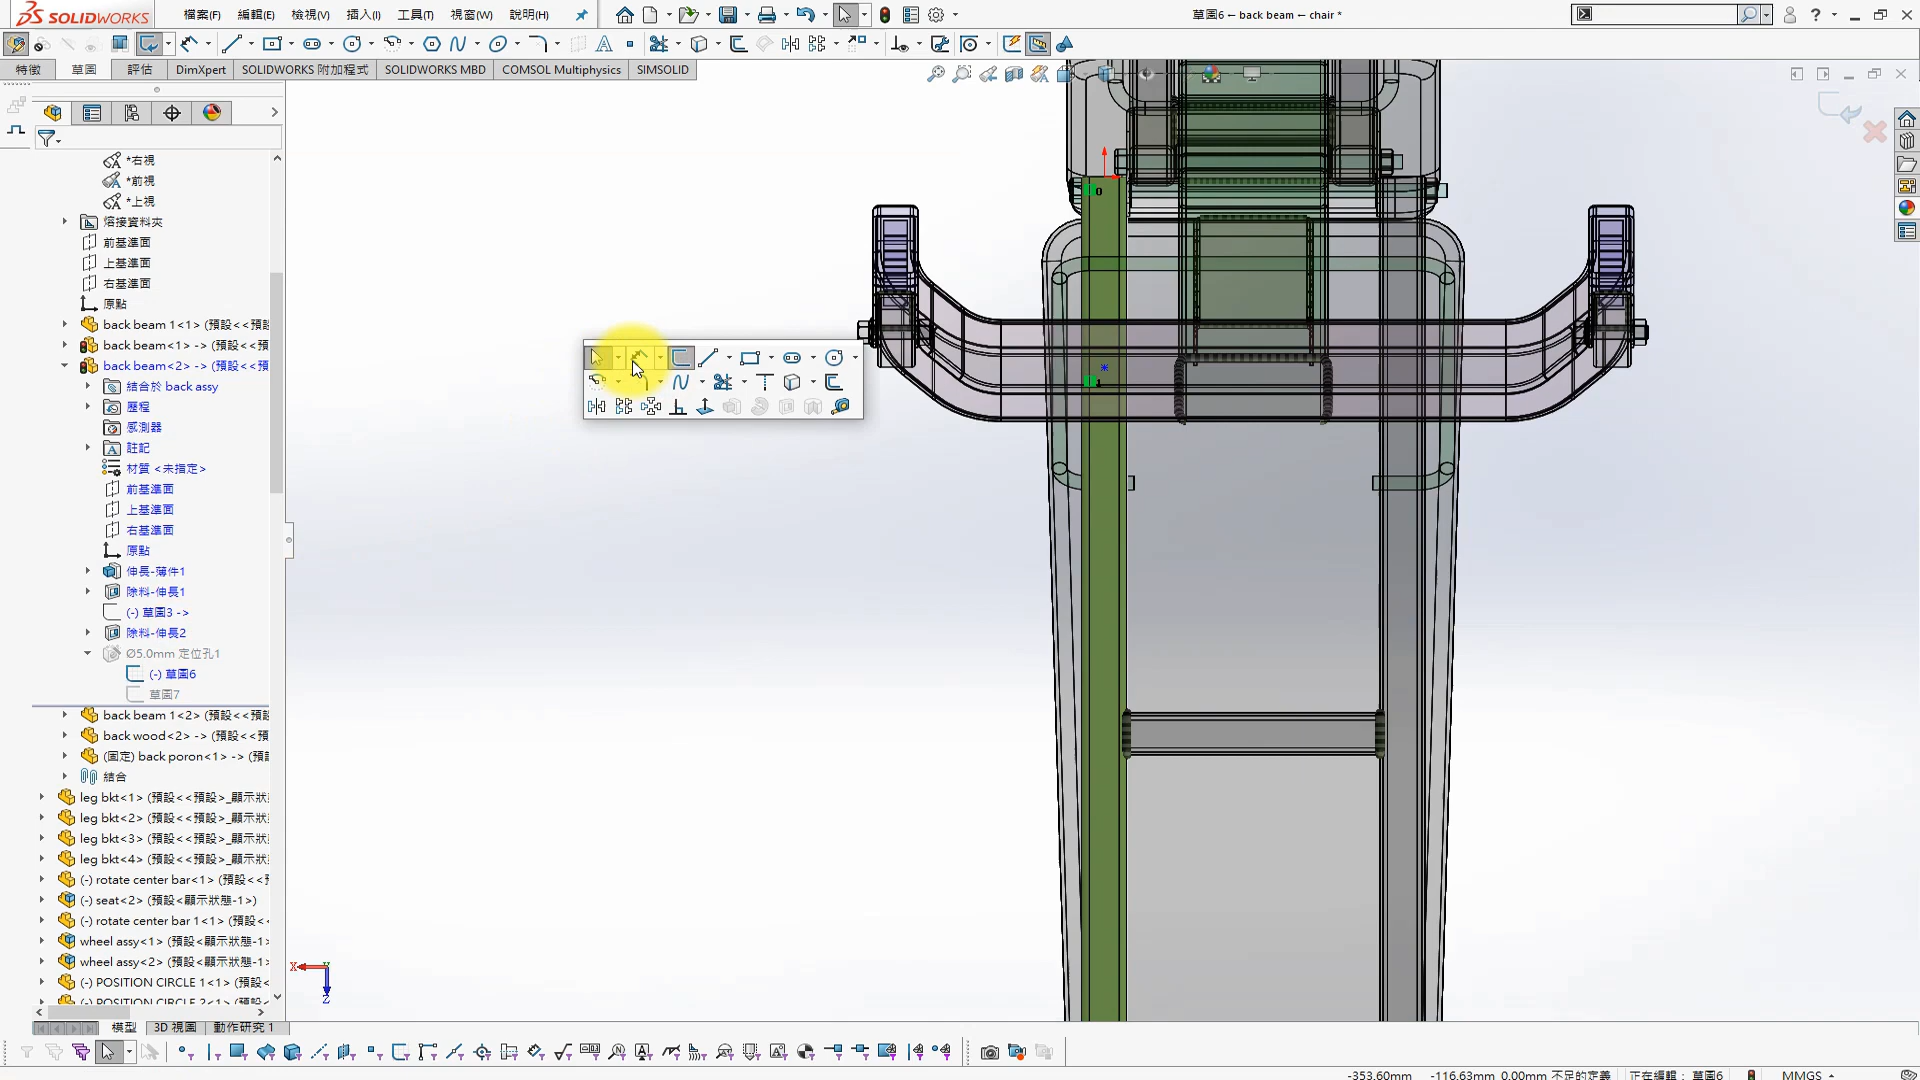 SOLIDWORKS
檔案(F)
編輯(E)
檢視(V)
插入(I)
工具(T)
視窗(W)
說明(H)
草圖6 -- back beam -- chair *
特徵
草圖
評估
DimXpert
SOLIDWORKS 附加程式
SOLIDWORKS MBD
COMSOL Multiphysics
SIMSOLID
*右視
*前視
*上視
熔接資料夾
前基準面
上基準面
右基準面
原點
back beam 1<1> (預設<<預設
back beam<1> -> (預設<<預
back beam<2> -> (預設<<預
結合於 back assy
歷程
感測器
註記
材質 <未指定>
前基準面
上基準面
右基準面
原點
伸長-薄件1
除料-伸長1
(-) 草圖3 ->
除料-伸長2
Ø5.0mm 定位孔1
(-) 草圖6
草圖7
back beam 1<2> (預設<<預設
back wood<2> -> (預設<<預
(固定) back poron<1> -> (預
結合
leg bkt<1> (預設<<預設>_顯示狀
leg bkt<2> (預設<<預設>_顯示狀
leg bkt<3> (預設<<預設>_顯示狀
leg bkt<4> (預設<<預設>_顯示狀
(-) rotate center bar<1> (預設<<
(-) seat<2> (預設<顯示狀態-1>)
(-) rotate center bar 1<1> (預設<
wheel assy<1> (預設<顯示狀態-1>
wheel assy<2> (預設<顯示狀態-1>
(-) POSITION CIRCLE 1<1> (預設<
(-) POSITION CIRCLE 2<1> (預設<
0
1
X
Z
模型
3D 視圖
動作研究 1
-353.60mm
-116.63mm
0.00mm
不足的定義
正在編輯： 草圖6
MMGS